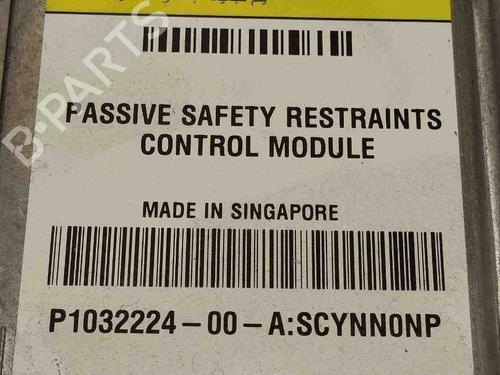 PASSIVE SAFETY RESTRAINTS
CONTROL MODULE
MADE IN SINGAPORE
P1032224-00-A:SCYNN0NP
B-PARTS